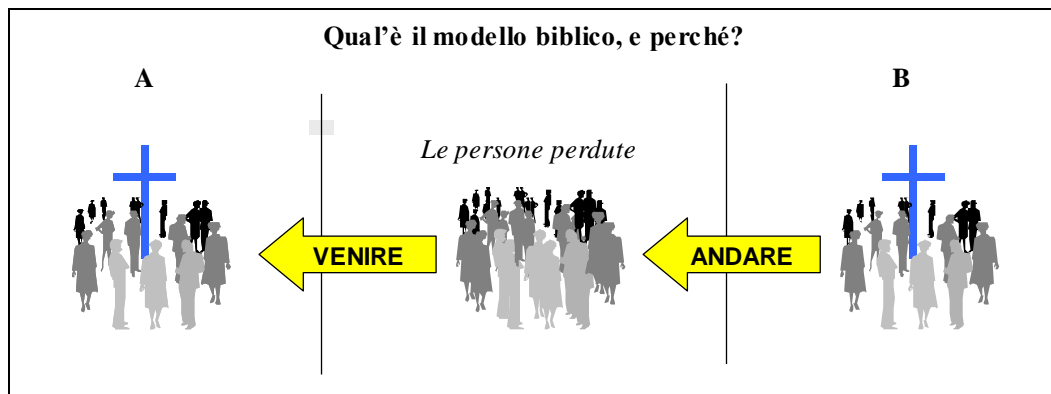 Qual'è il modello biblico, e perché?
A
B
Le persone perdute
VENIRE
ANDARE